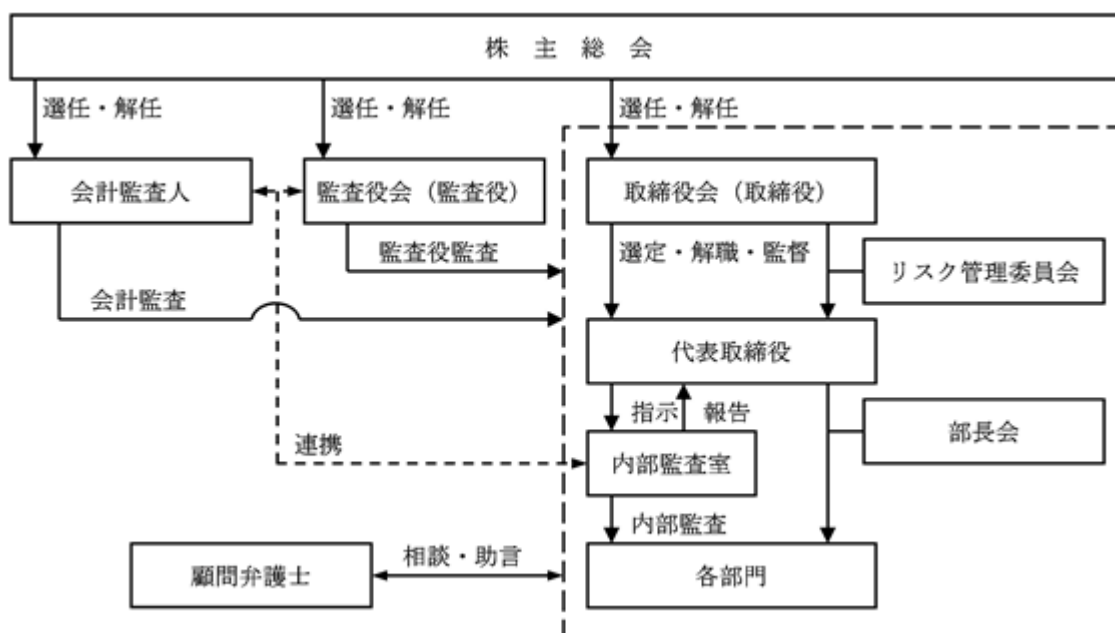 株主総会
選任・解任
選任・解任
選任・解任
会計監査人
監査役会（監査役）
取締役会（取締役）
監査役監査
選定・解職・監督
リスク管理委員会
会計監査
代表取締役
指示
報告
部長会
連携
内部監査室
内部監査
相談・助言
顧問弁護士
各部門